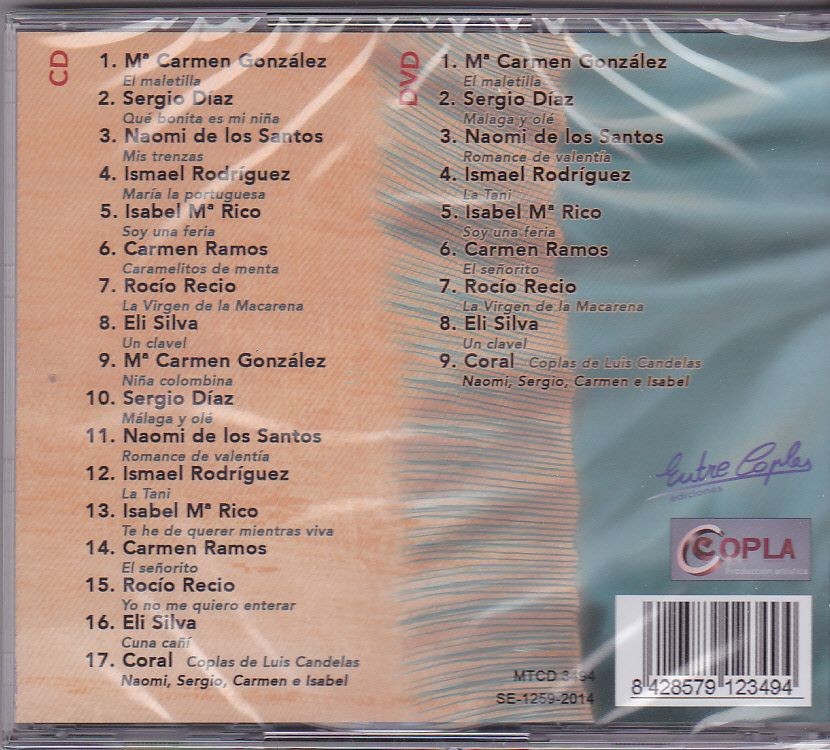 CD
1. Mª Carmen González
El maletilla
2. Sergio Díaz
Qué bonita es mi niña
3. Naomi de los Santos
Mis trenzas
4. Ismael Rodríguez
María la portuguesa
5. Isabel Mª Rico
Soy una feria
6. Carmen Ramos
Caramelitos de menta
7. Rocío Recio
La Virgen de la Macarena
8. Eli Silva
Un clavel
9. Mª Carmen González
Niña colombina
10. Sergio Díaz
Málaga y olé
11. Naomi de los Santos
Romance de valentía
12. Ismael Rodríguez
La Tani
13. Isabel Mª Rico
Te he de querer mientras viva
14. Carmen Ramos
El señorito
15. Rocío Recio
Yo no me quiero enterar
16. Eli Silva
Cuna cañí
17. Coral Coplas de Luis Candelas
Naomi, Sergio, Carmen e Isabel
DVD
1. Mª Carmen González
El maletilla
2. Sergio Díaz
Málaga y olé
3. Naomi de los Santos
Romance de valentía
4. Ismael Rodríguez
La Tani
5. Isabel Mª Rico
Soy una feria
6. Carmen Ramos
El señorito
7. Rocío Recio
La Virgen de la Macarena
8. Eli Silva
Un clavel
9. Coral Coplas de Luis Candelas
Naomi, Sergio, Carmen e Isabel
Entre Coplas
ediciones
COPLA
Producción artística
MTCD 3494
SE-1259-2014
8 428579 123494